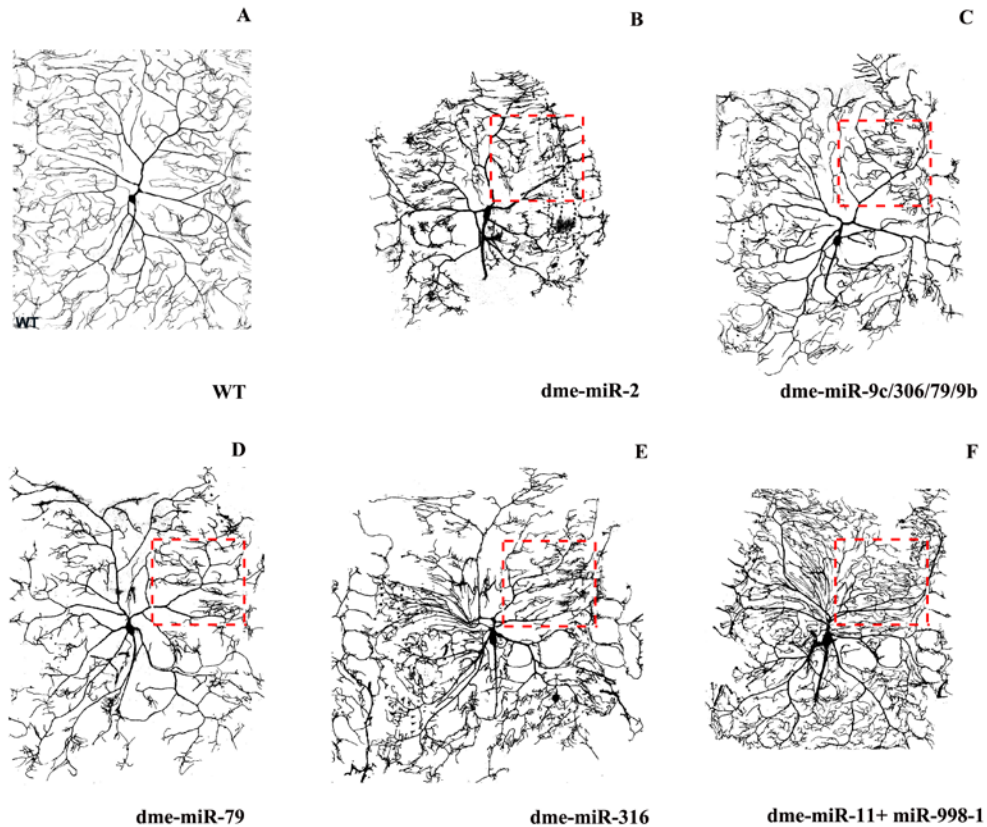 A
B
C
WT
WT
dme-miR-2
dme-miR-9c/306/79/9b
D
E
F
dme-miR-79
dme-miR-316
dme-miR-11+ miR-998-1